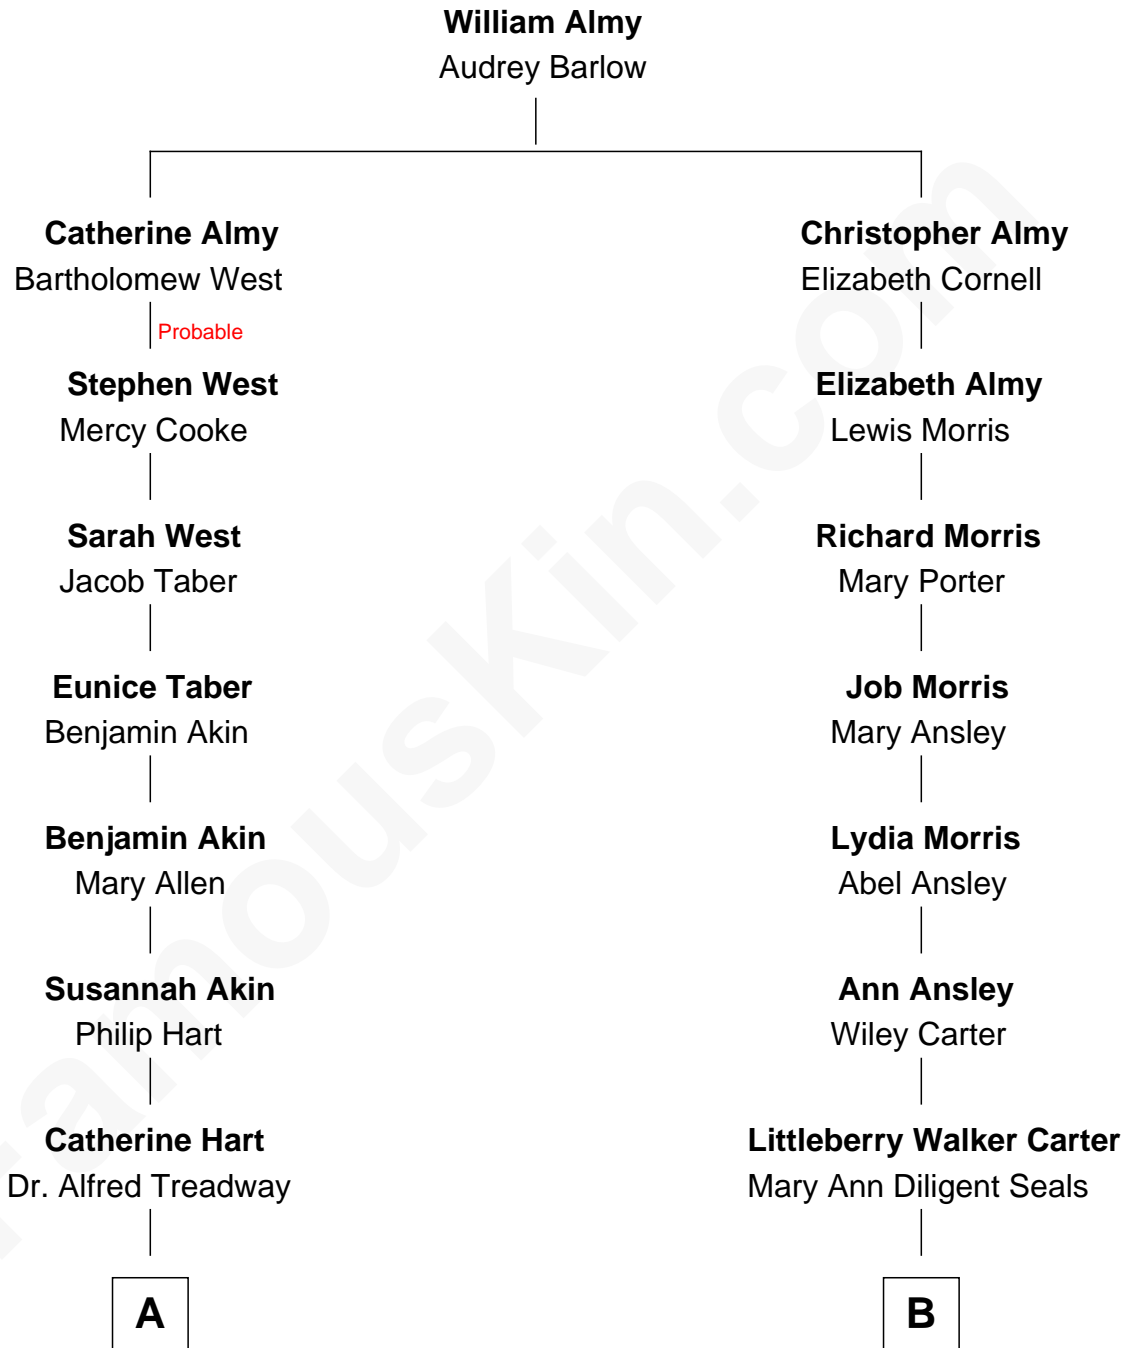 William Almy
Audrey Barlow
Catherine Almy
Bartholomew West
Probable
Stephen West
Mercy Cooke
Sarah West
Jacob Taber
Eunice Taber
Benjamin Akin
Benjamin Akin
Mary Allen
Susannah Akin
Philip Hart
Catherine Hart
Dr. Alfred Treadway
A
Christopher Almy
Elizabeth Cornell
Elizabeth Almy
Lewis Morris
Richard Morris
Mary Porter
Job Morris
Mary Ansley
Lydia Morris
Abel Ansley
Ann Ansley
Wiley Carter
Littleberry Walker Carter
Mary Ann Diligent Seals
B
FamousKin.com